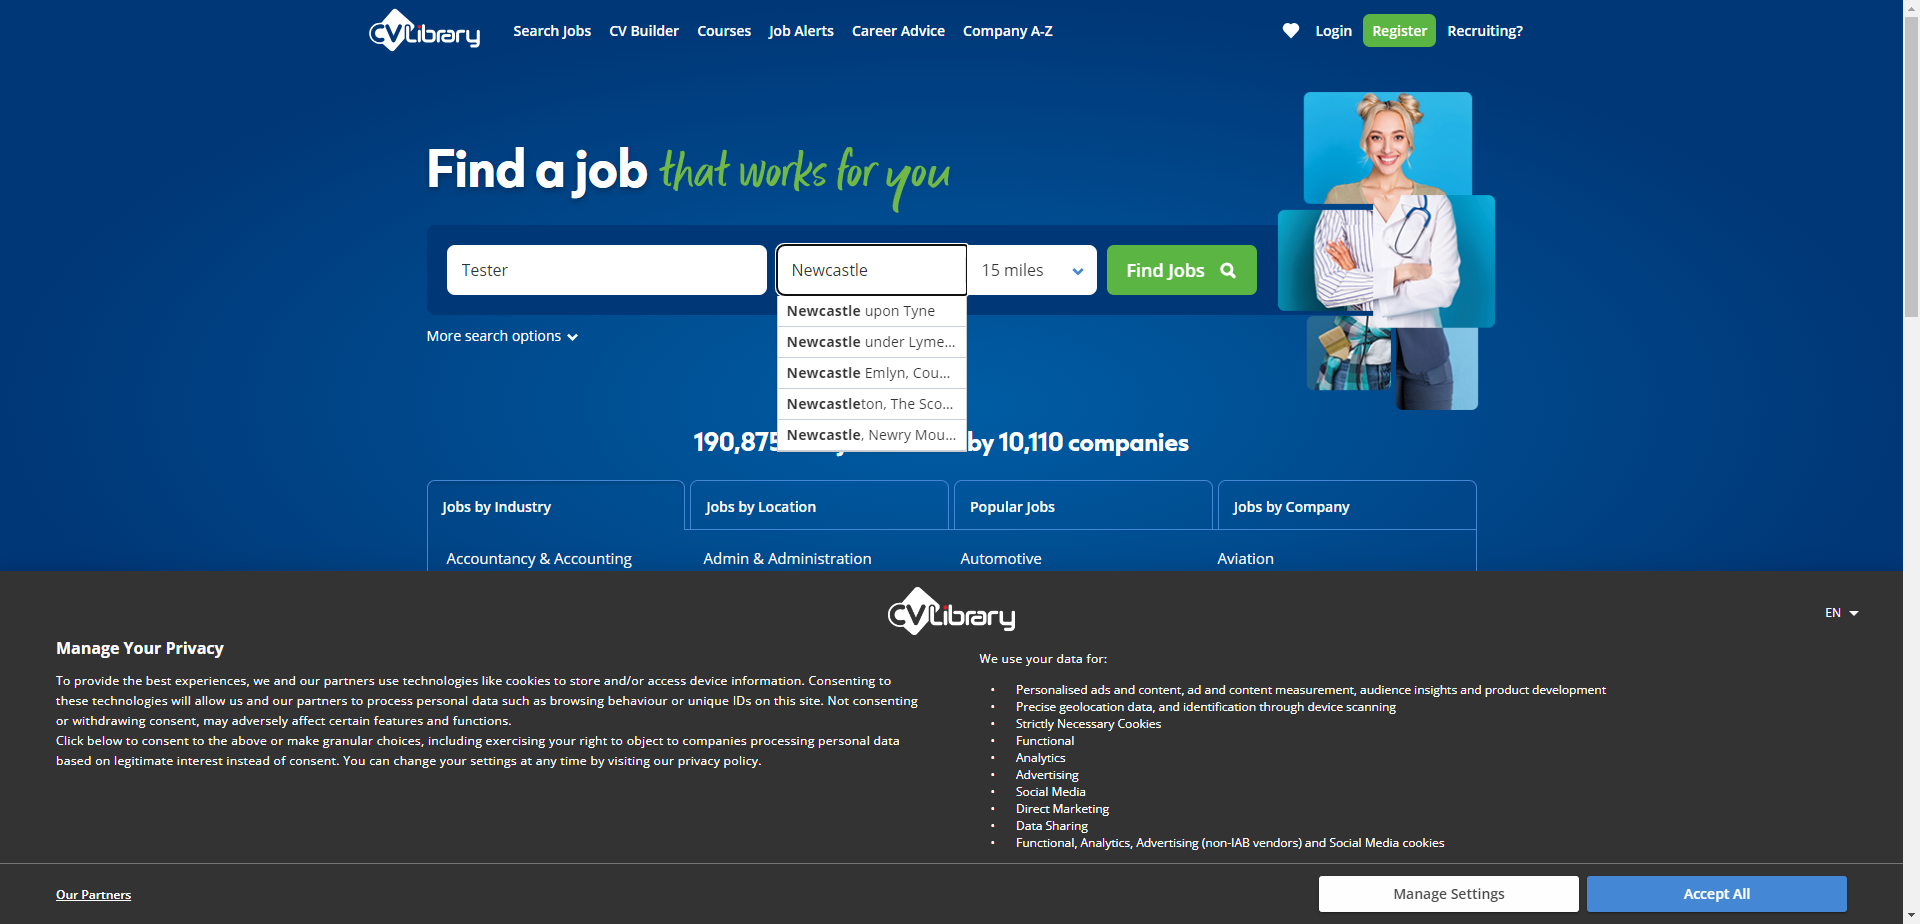 CVLibrary Search Jobs CV Builder Courses Job Alerts Career Advice Company A-Z Login Register Recruiting?
Find a job that works for you
Tester Newcastle 15 miles Find Jobs
Newcastle upon Tyne
More search options
Newcastle under Lyme...
Newcastle Emlyn, Cou...
Newcastleton, The Sco...
Newcastle, Newry Mou...
190,875 by 10,110 companies
Jobs by Industry Jobs by Location Popular Jobs Jobs by Company
Accountancy & Accounting Admin & Administration Automotive Aviation
CVLibrary
EN
Manage Your Privacy
To provide the best experiences, we and our partners use technologies like cookies to store and/or access device information. Consenting to
these technologies will allow us and our partners to process personal data such as browsing behaviour or unique IDs on this site. Not consenting
or withdrawing consent, may adversely affect certain features and functions.
Click below to consent to the above or make granular choices, including exercising your right to object to companies processing personal data
based on legitimate interest instead of consent. You can change your settings at any time by visiting our privacy policy.
We use your data for:
• Personalised ads and content, ad and content measurement, audience insights and product development
• Precise geolocation data, and identification through device scanning
• Strictly Necessary Cookies
• Functional
• Analytics
• Advertising
• Social Media
• Direct Marketing
• Data Sharing
• Functional, Analytics, Advertising (non-IAB vendors) and Social Media cookies
Our Partners Manage Settings Accept All